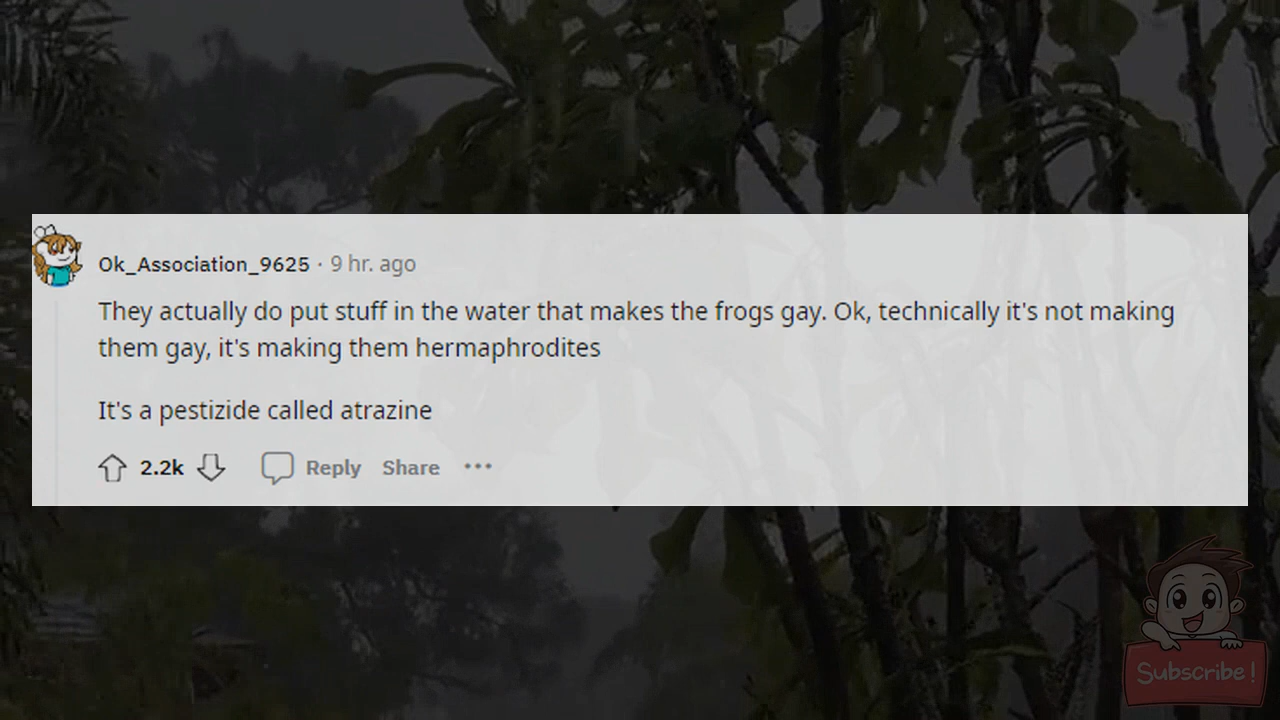 Ok_Association_9625 · 9 hr. ago
They actually do put stuff in the water that makes the frogs gay. Ok, technically it's not making
them gay, it's making them hermaphrodites
It's a pestizide called atrazine
2.2k Reply Share •••
Subscribe!